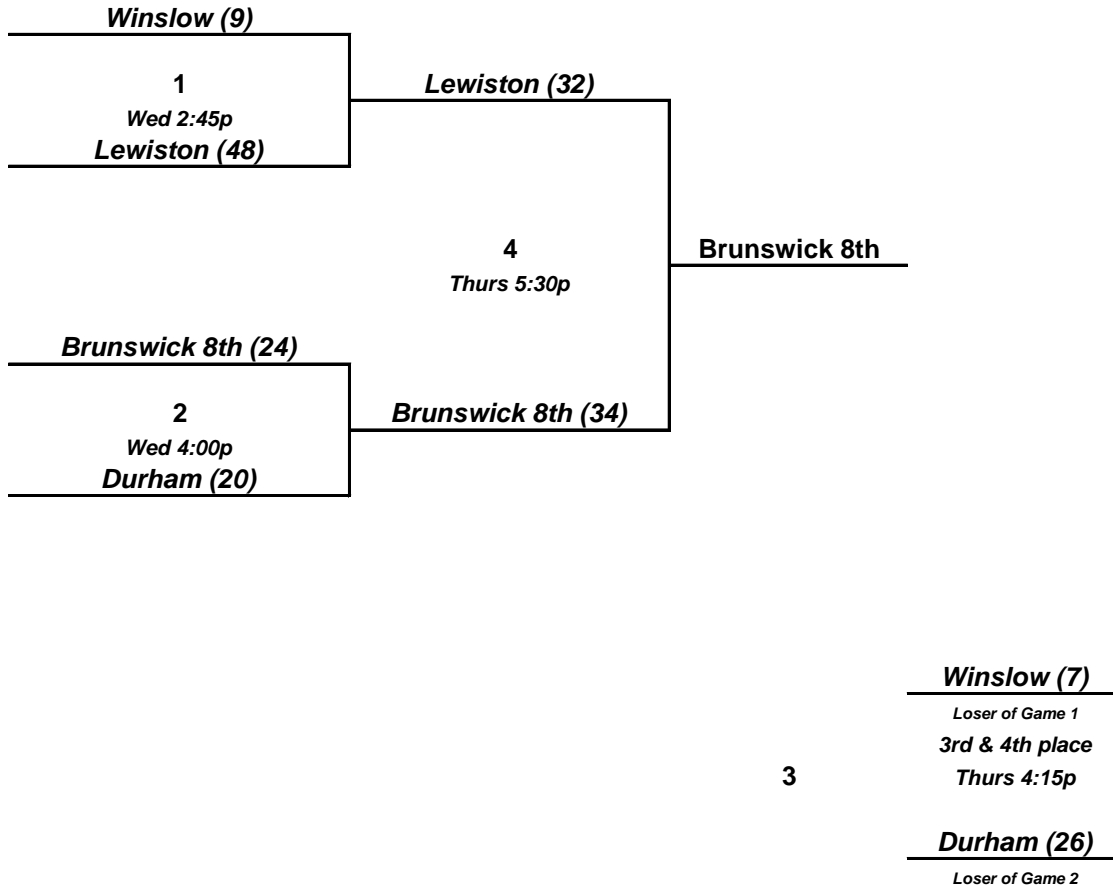 Winslow (9)
1
Lewiston (32)
Wed 2:45p
Lewiston (48)
4
Brunswick 8th
Thurs 5:30p
Brunswick 8th (24)
2
Brunswick 8th (34)
Wed 4:00p
Durham (20)
Winslow (7)
Loser of Game 1
3rd & 4th place
3
Thurs 4:15p
Durham (26)
Loser of Game 2